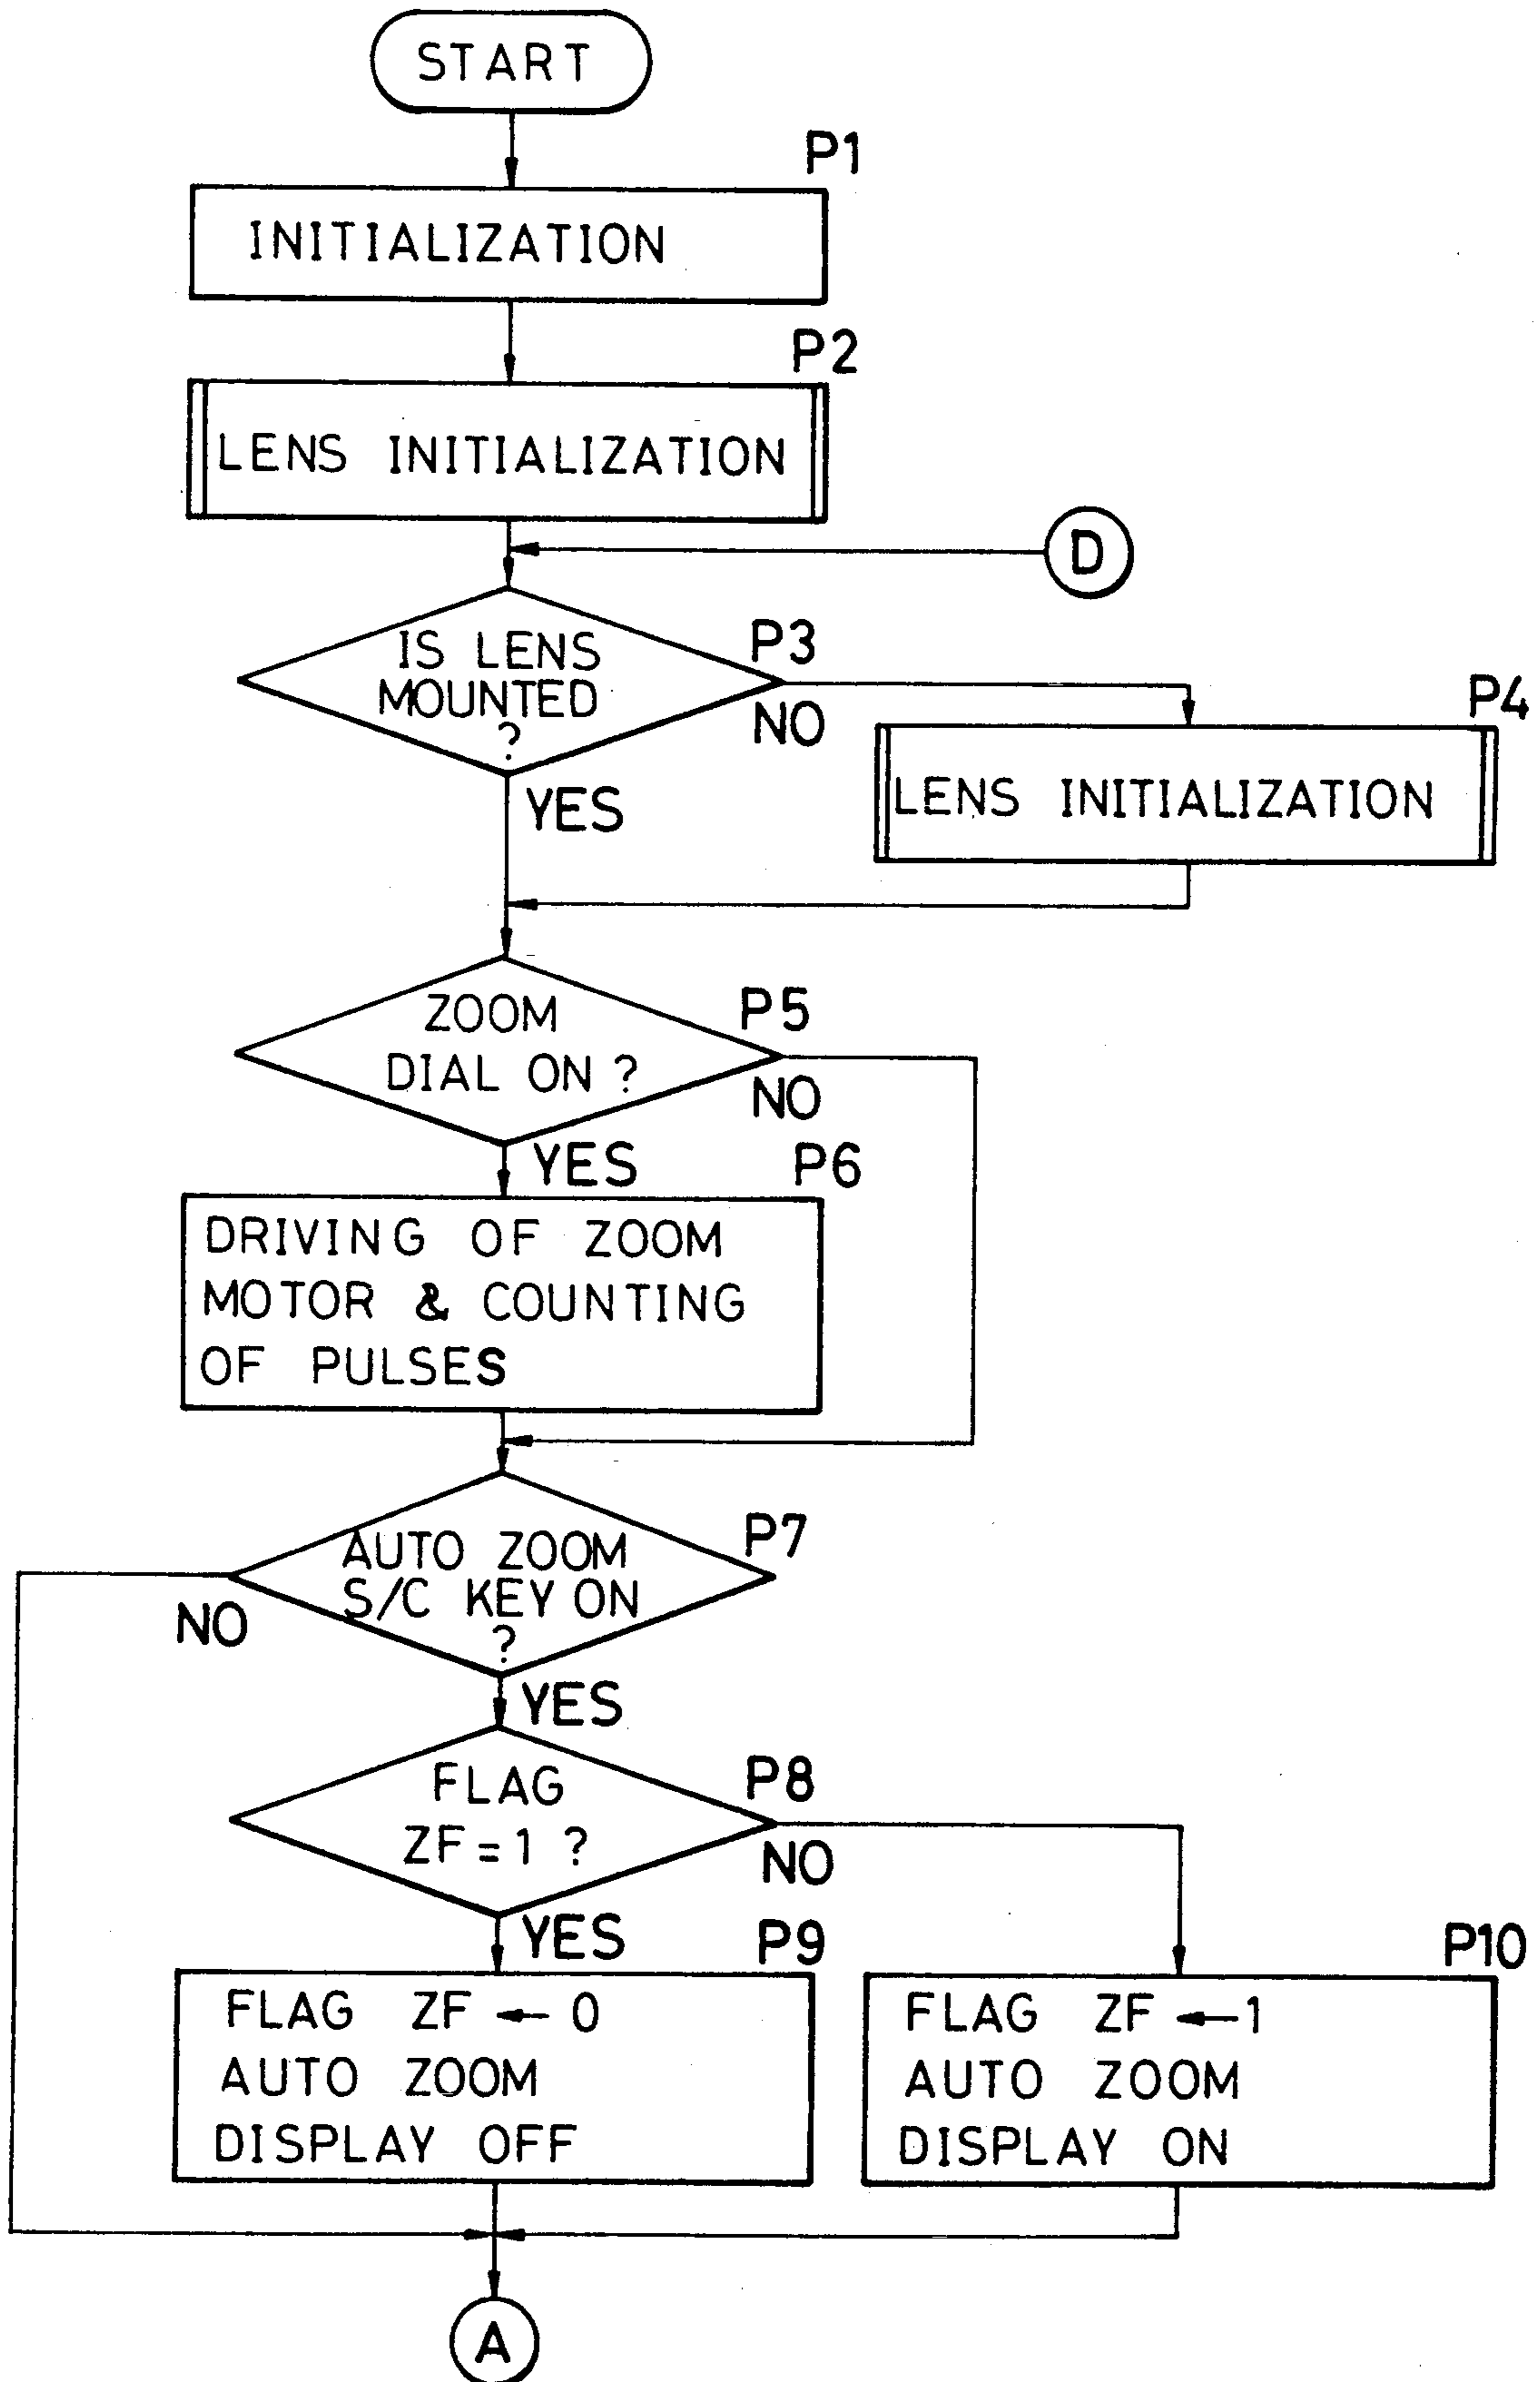 START
P1
INITIALIZATION
P2
LENS INITIALIZATION
D
IS LENS
MOUNTED
?
P3
NO
YES
P4
LENS INITIALIZATION
ZOOM
DIAL ON ?
P5
NO
YES
P6
DRIVING OF ZOOM
MOTOR & COUNTING
OF PULSES
AUTO ZOOM
S/C KEY ON
?
P7
NO
YES
FLAG
ZF = 1 ?
P8
NO
YES
P9
FLAG ZF ← 0
AUTO ZOOM
DISPLAY OFF
P10
FLAG ZF ← 1
AUTO ZOOM
DISPLAY ON
A